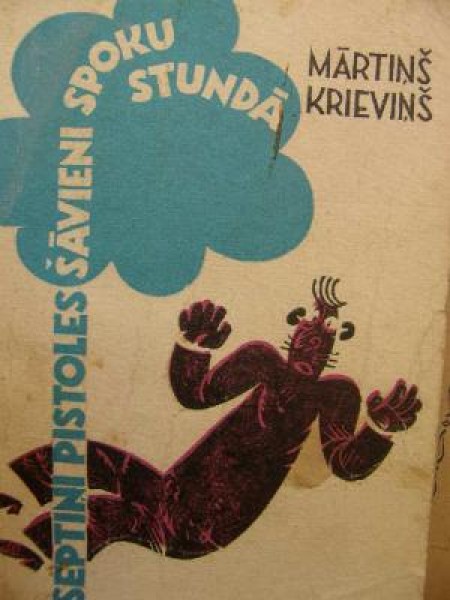 SEPTIŅI PISTOLES ŠĀVIENI SPOKU
STUNDĀ
MĀRTIŅŠ
KRIEVIŅŠ